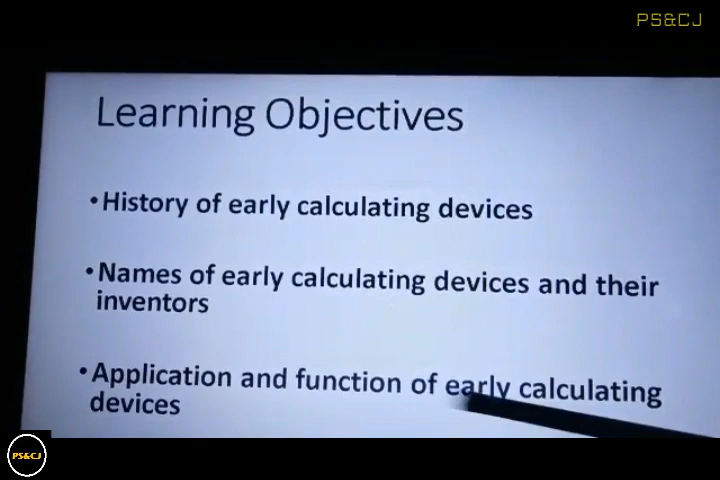 PS&CJ
Learning Objectives
•History of early calculating devices
•Names of early calculating devices and their
inventors
•Application and function of early calculating
devices
PS&CJ